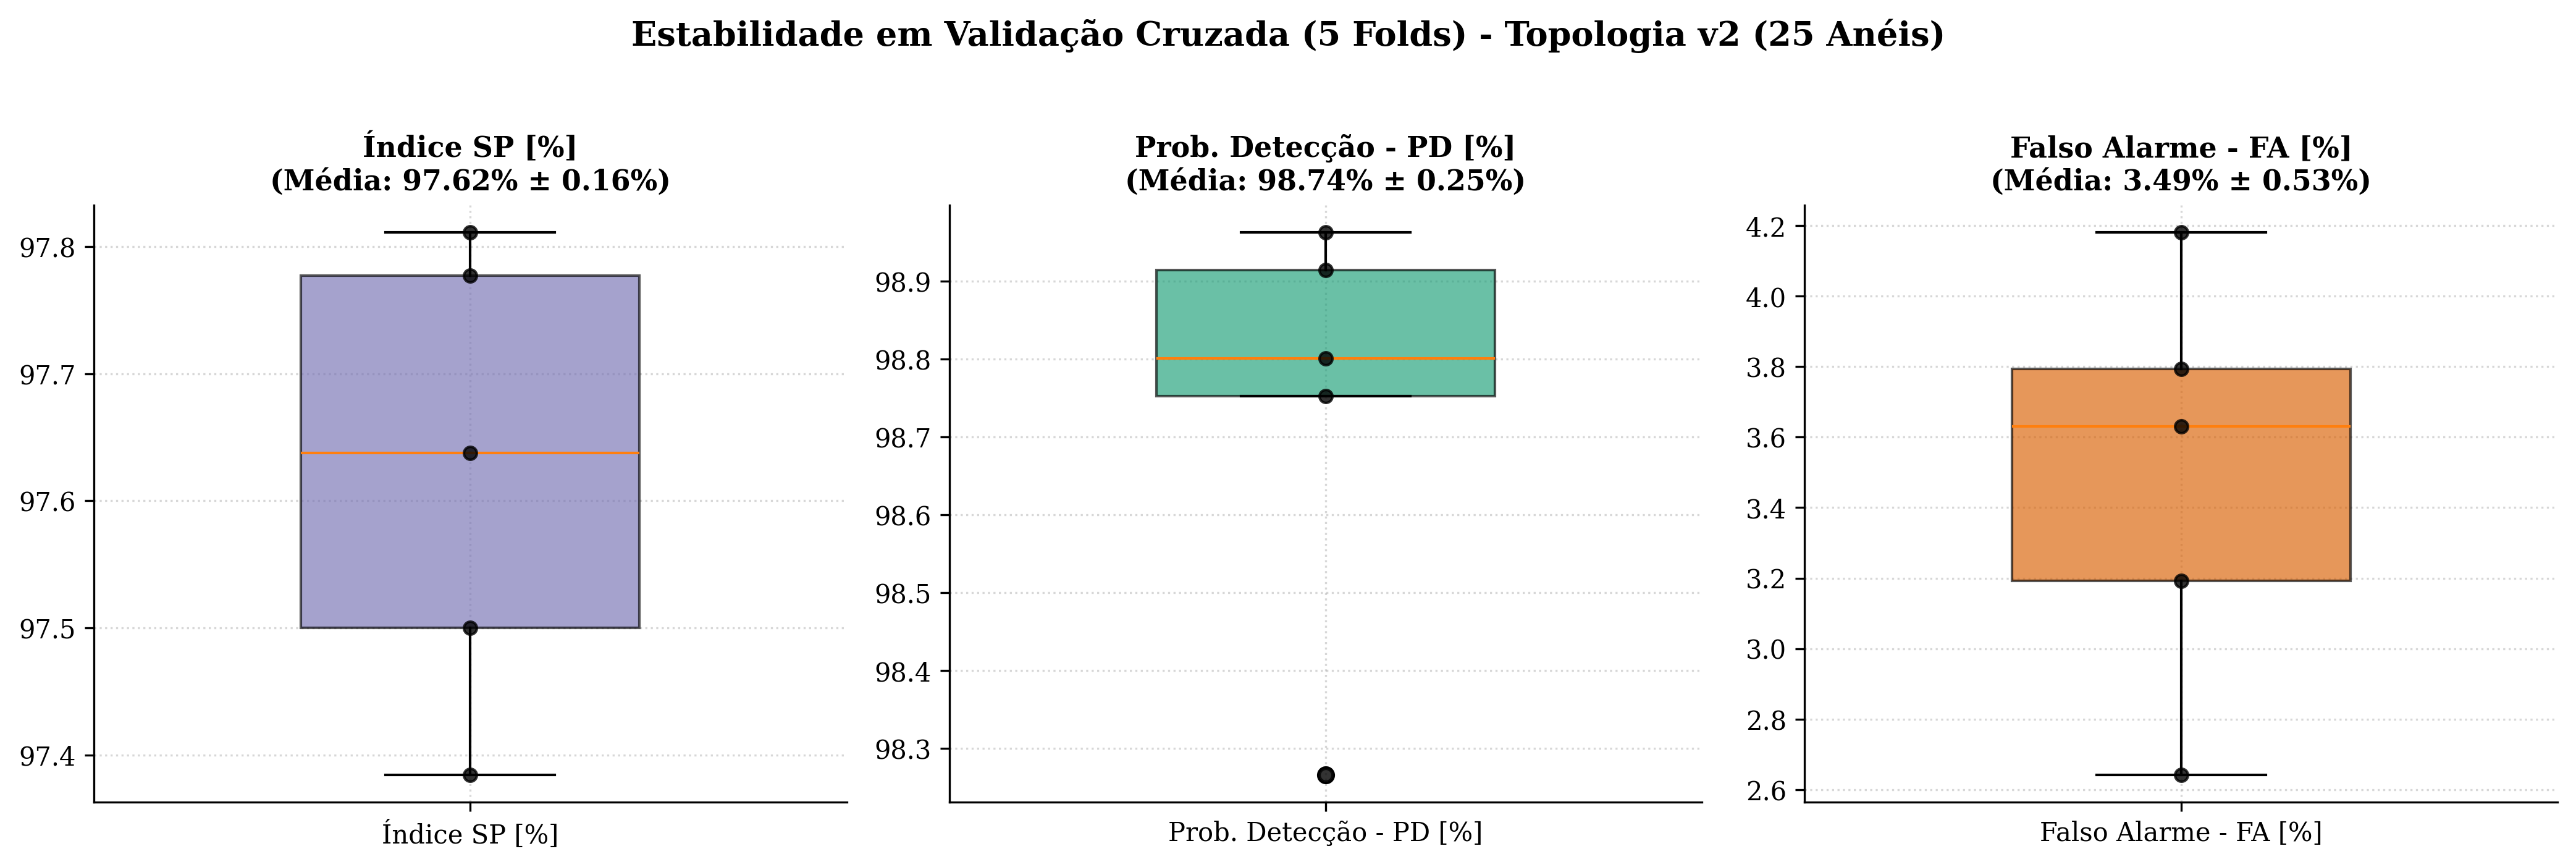 Estabilidade em Validação Cruzada (5 Folds) - Topologia v2 (25 Anéis)
Índice SP [%]
(Média: 97.62% ± 0.16%)
97.8
97.7
97.6
97.5
97.4
Índice SP [%]
Prob. Detecção - PD [%]
(Média: 98.74% ± 0.25%)
98.9
98.8
98.7
98.6
98.5
98.4
98.3
Prob. Detecção - PD [%]
Falso Alarme - FA [%]
(Média: 3.49% ± 0.53%)
4.2
4.0
3.8
3.6
3.4
3.2
3.0
2.8
2.6
Falso Alarme - FA [%]